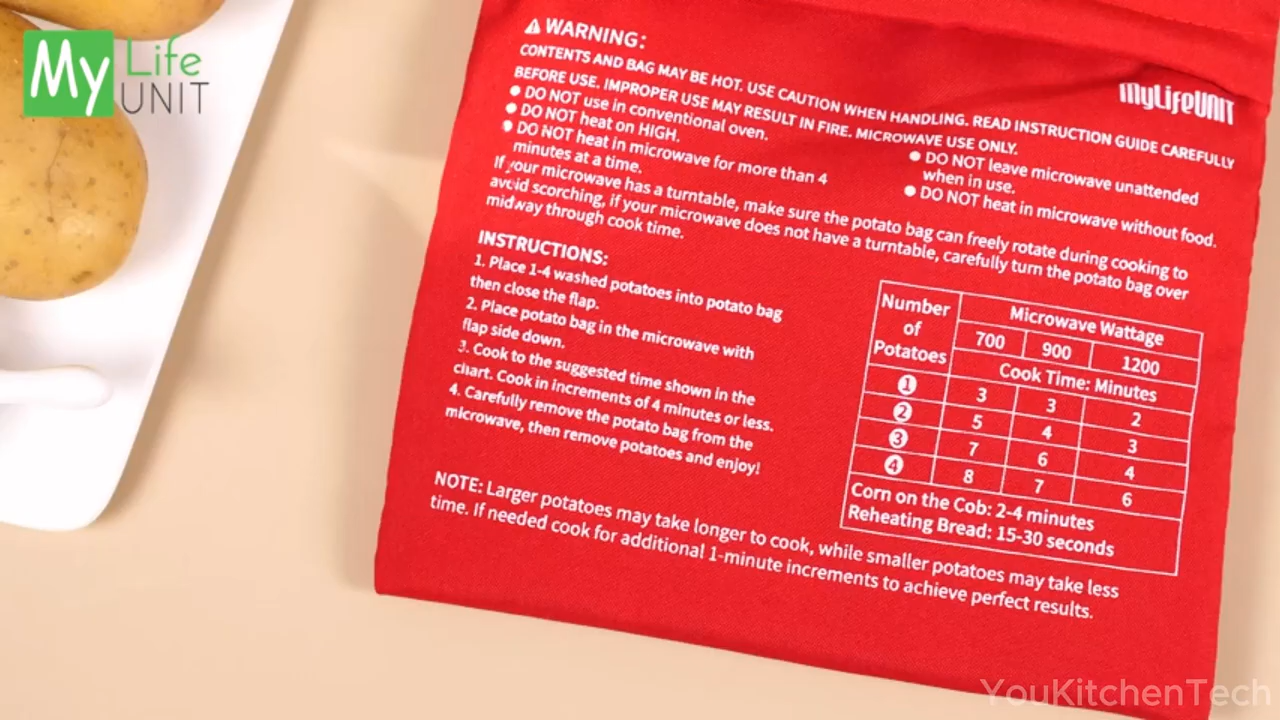 My Life
UNIT
⚠ WARNING:
CONTENTS AND BAG MAY BE HOT. USE CAUTION WHEN HANDLING. READ INSTRUCTION GUIDE CAREFULLY
BEFORE USE. IMPROPER USE MAY RESULT IN FIRE. MICROWAVE USE ONLY.
myLifeUNIT
● DO NOT use in conventional oven.
● DO NOT heat on HIGH.
● DO NOT heat in microwave for more than 4
minutes at a time.
● DO NOT leave microwave unattended
when in use.
● DO NOT heat in microwave without food.
If your microwave has a turntable, make sure the potato bag can freely rotate during cooking to
avoid scorching, if your microwave does not have a turntable, carefully turn the potato bag over
midway through cook time.
INSTRUCTIONS:
1. Place 1-4 washed potatoes into potato bag
then close the flap.
2. Place potato bag in the microwave with
flap side down.
3. Cook to the suggested time shown in the
chart. Cook in increments of 4 minutes or less.
4. Carefully remove the potato bag from the
microwave, then remove potatoes and enjoy!
Number
of
Potatoes
Microwave Wattage
700 900 1200
Cook Time: Minutes
1 3 3 2
2 5 4 3
3 7 6 4
4 8 7 6
Corn on the Cob: 2-4 minutes
Reheating Bread: 15-30 seconds
NOTE: Larger potatoes may take longer to cook, while smaller potatoes may take less
time. If needed cook for additional 1-minute increments to achieve perfect results.
YouKitchenTech